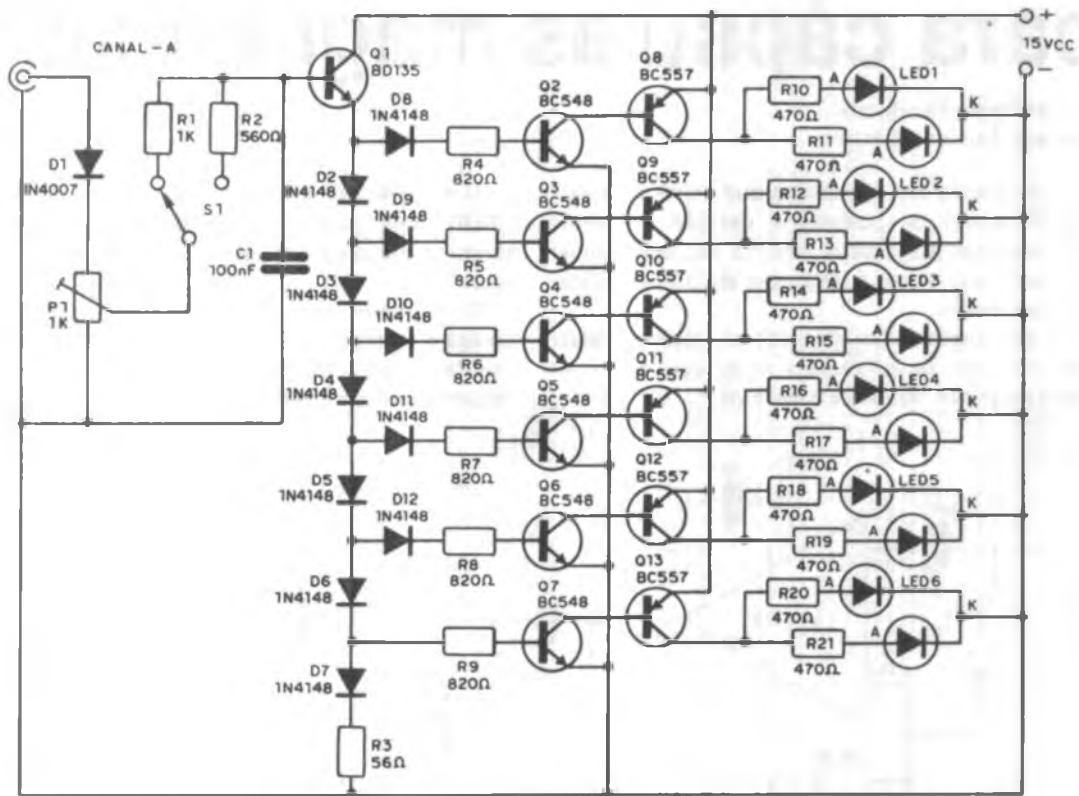 CANAL-A
D1
1N4007
P1
1K
R1
1K
R2
560Ω
S1
C1
100nF
Q1
BD135
D2
1N4148
D3
1N4148
D4
1N4148
D5
1N4148
D6
1N4148
D7
1N4148
R3
56Ω
D8
1N4148
D9
1N4148
D10
1N4148
D11
1N4148
D12
1N4148
R4
820Ω
R5
820Ω
R6
820Ω
R7
820Ω
R8
820Ω
R9
820Ω
Q2
BC548
Q3
BC548
Q4
BC548
Q5
BC548
Q6
BC548
Q7
BC548
Q8
BC557
Q9
BC557
Q10
BC557
Q11
BC557
Q12
BC557
Q13
BC557
R10 A LED1
470Ω K
R11 A
470Ω
R12 A LED2
470Ω K
R13
470Ω
R14 A LED3
470Ω K
R15 A
470Ω
R16 A LED4
470Ω K
R17 A
470Ω
R18 A LED5
470Ω K
R19 A
470Ω
R20 A LED6
470Ω K
R21 A
470Ω
+
15VCC
−